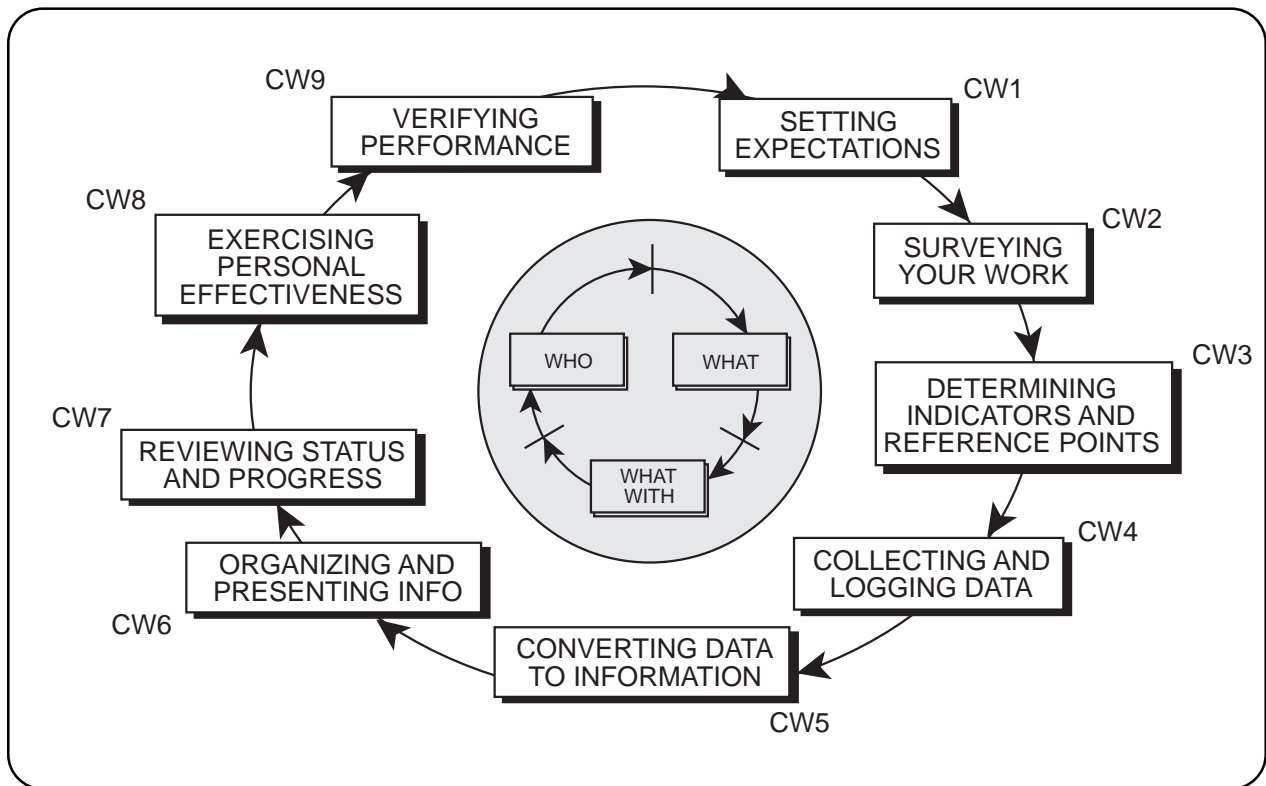 CW9
VERIFYING
PERFORMANCE
CW1
SETTING
EXPECTATIONS
CW2
SURVEYING
YOUR WORK
CW3
DETERMINING
INDICATORS AND
REFERENCE POINTS
CW4
COLLECTING AND
LOGGING DATA
CW5
CONVERTING DATA
TO INFORMATION
CW6
ORGANIZING AND
PRESENTING INFO
CW7
REVIEWING STATUS
AND PROGRESS
CW8
EXERCISING
PERSONAL
EFFECTIVENESS
WHO
WHAT
WHAT
WITH